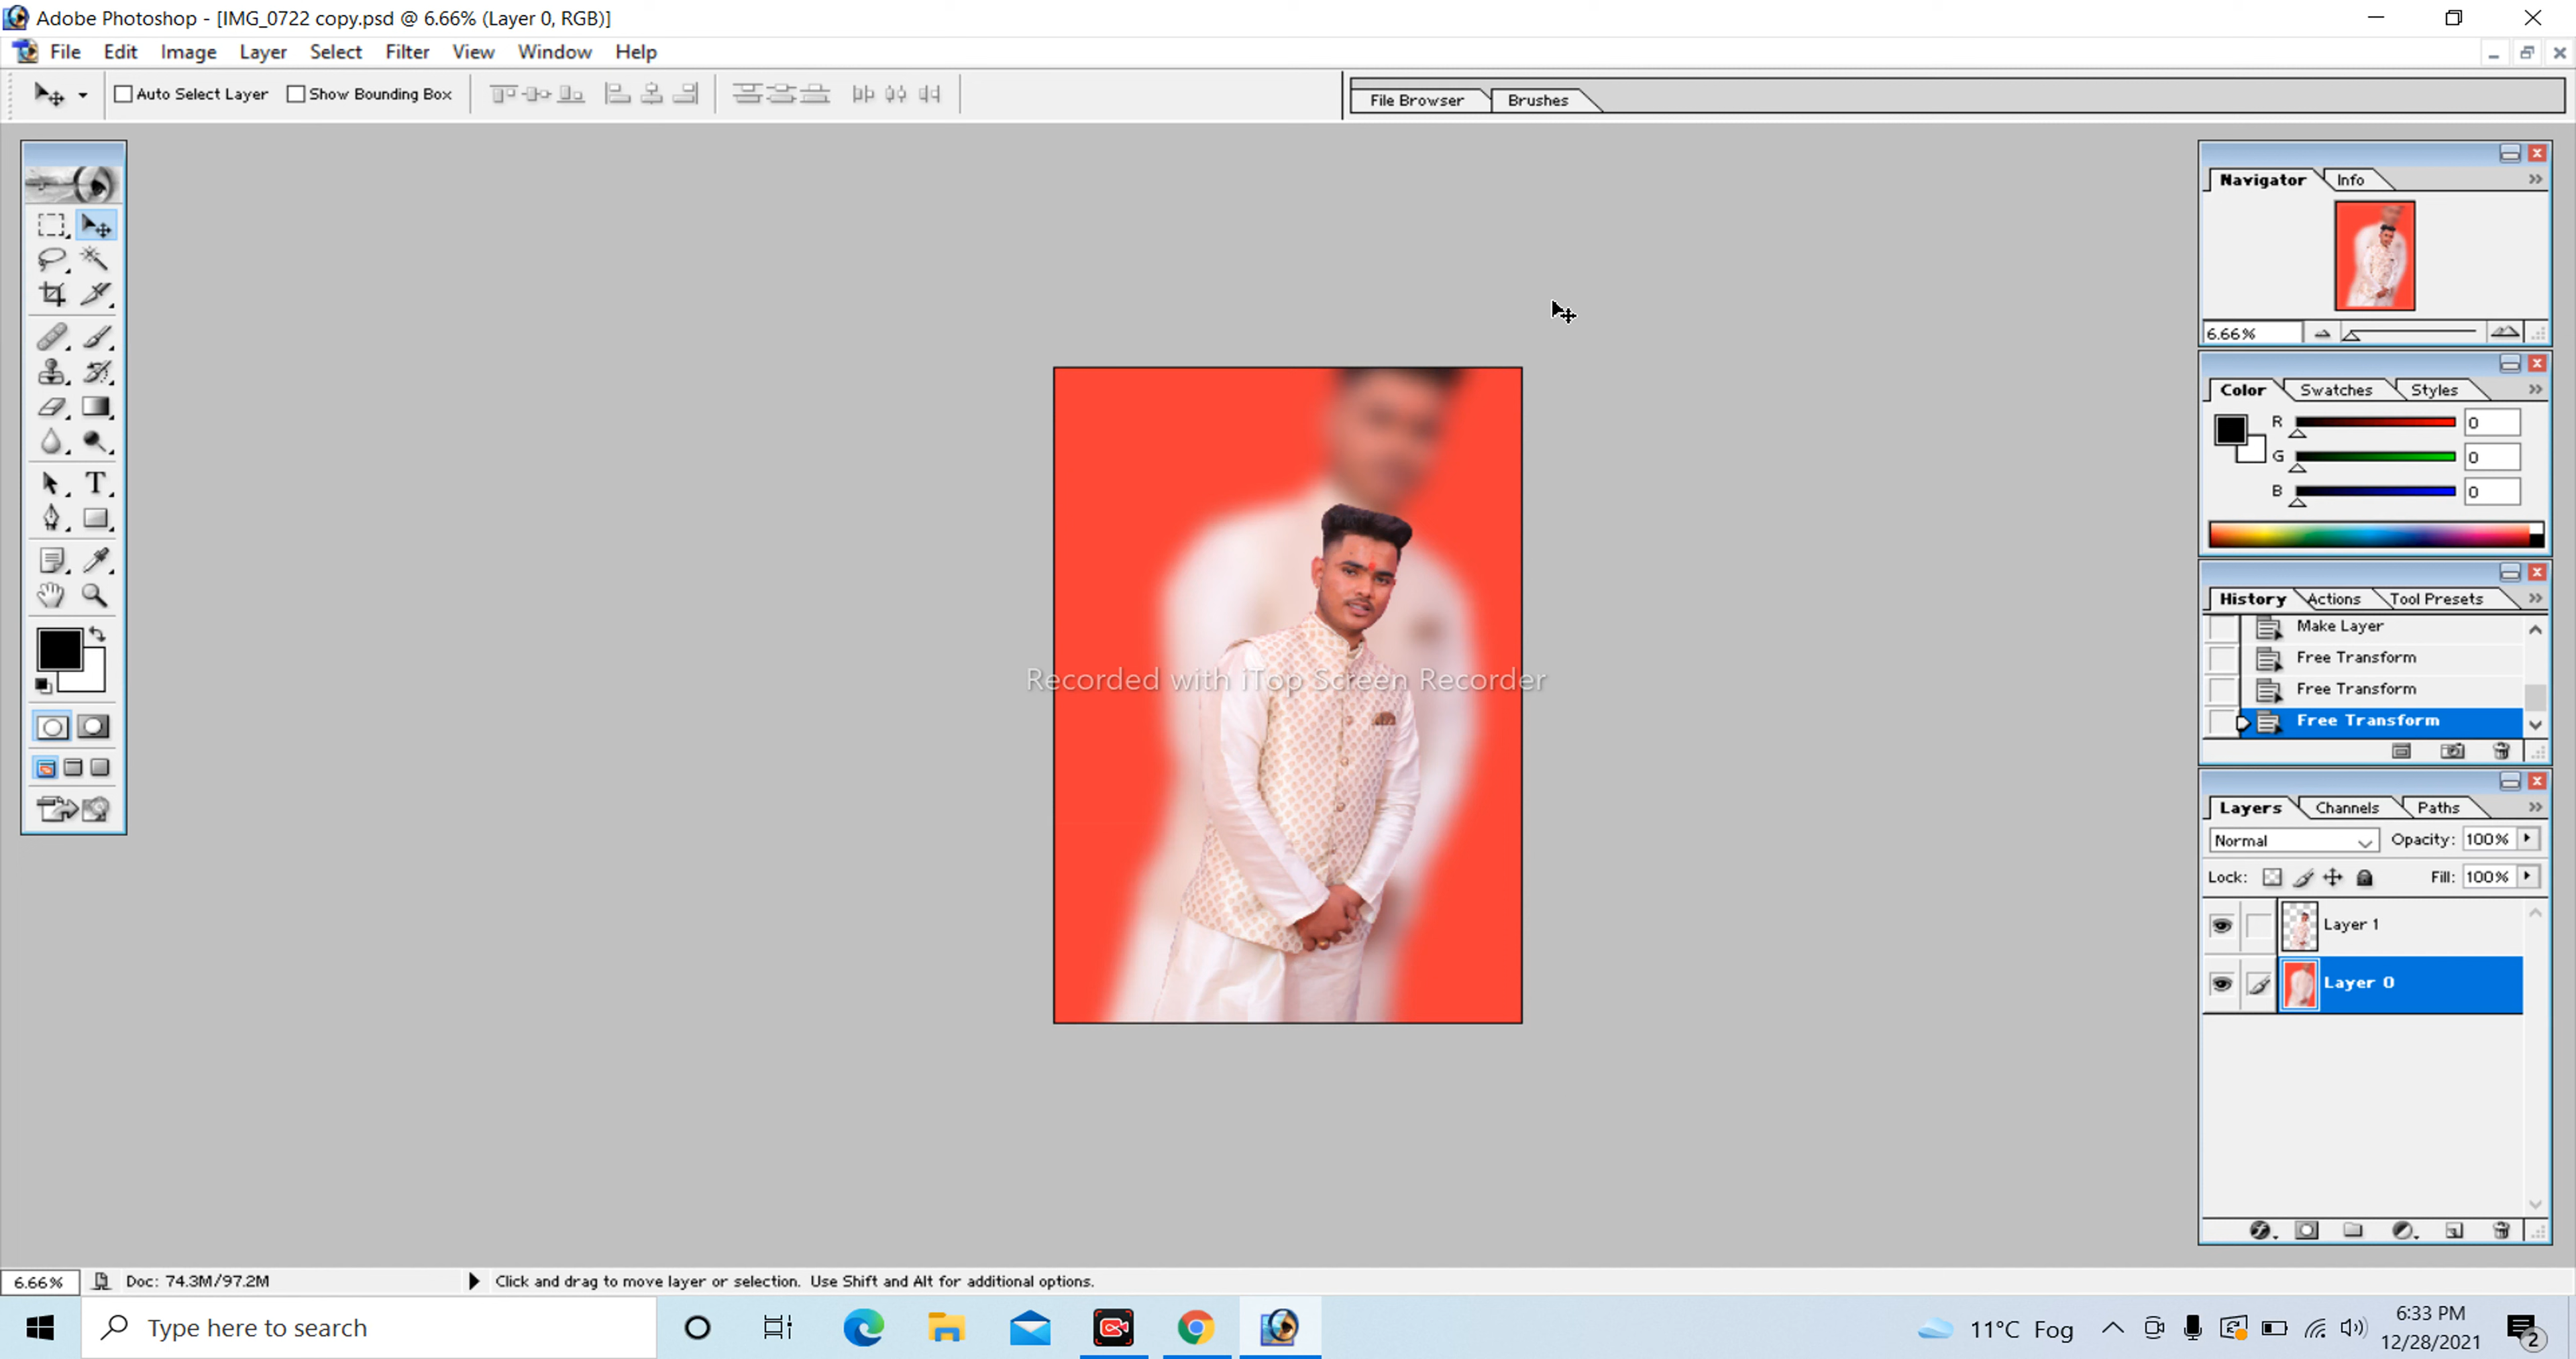 Adobe Photoshop - [IMG_0722 copy.psd @ 6.66% (Layer 0, RGB)]
File Edit Image Layer Select Filter View Window Help
Auto Select Layer Show Bounding Box File Browser Brushes
Navigator Info
6.66%
Color Swatches Styles
R 0
G 0
B 0
History Actions Tool Presets
Make Layer
Free Transform
Free Transform
Free Transform
Recorded with iTop Screen Recorder
Layers Channels Paths
Normal Opacity: 100%
Lock: Fill: 100%
Layer 1
Layer 0
T
6.66% Doc: 74.3M/97.2M Click and drag to move layer or selection. Use Shift and Alt for additional options.
Type here to search
11°C Fog
6:33 PM
12/28/2021
2